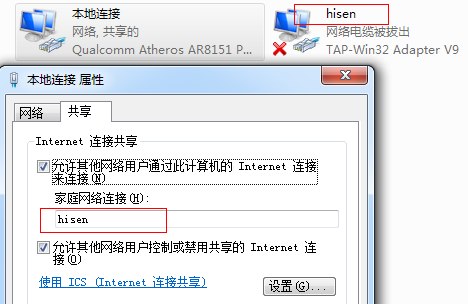 本地连接
网络, 共享的
Qualcomm Atheros AR8151 P...
hisen
网络电缆被拔出
TAP-Win32 Adapter V9
本地连接 属性
网络
共享
Internet 连接共享
允许其他网络用户通过此计算机的 Internet 连接
来连接(N)
家庭网络连接(H):
hisen
允许其他网络用户控制或禁用共享的 Internet 连
接(O)
使用 ICS (Internet 连接共享)
设置(G)...